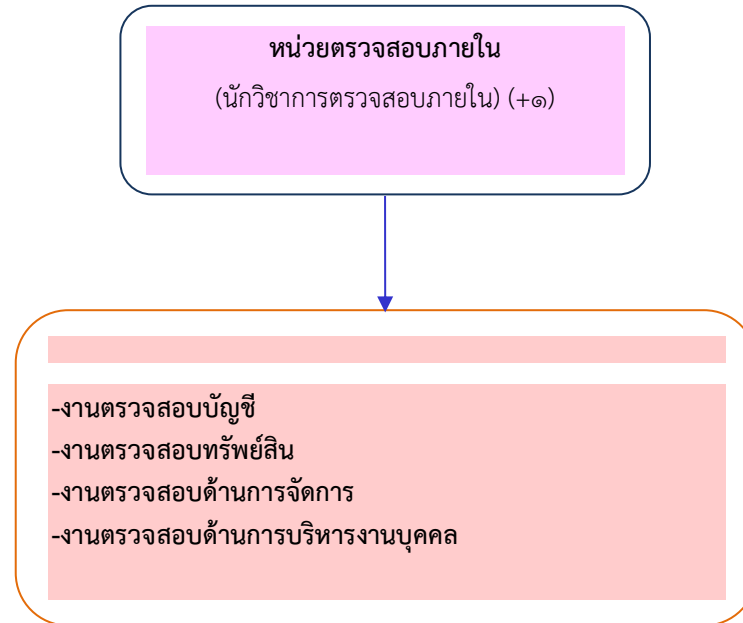 หน่วยตรวจสอบภายใน
(นักวิชาการตรวจสอบภายใน) (+๑)
-งานตรวจสอบบัญชี
-งานตรวจสอบทรัพย์สิน
-งานตรวจสอบด้านการจัดการ
-งานตรวจสอบด้านการบริหารงานบุคคล